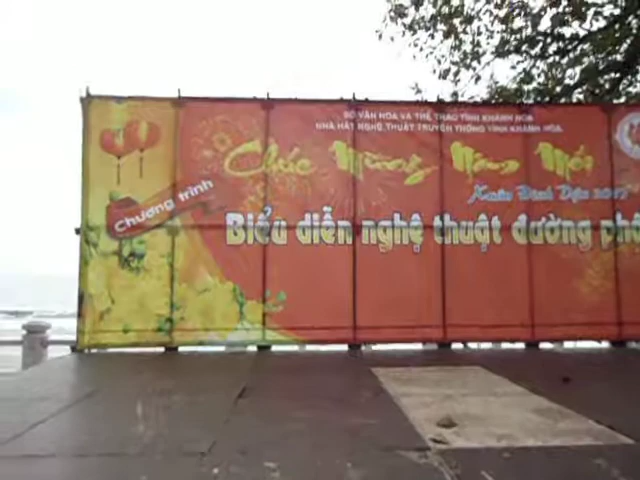 SỞ VĂN HÓA VÀ THỂ THAO TỈNH KHÁNH HÒA
NHÀ HÁT NGHỆ THUẬT TRUYỀN THỐNG TỈNH KHÁNH HÒA
Chúc Mừng Năm Mới
Xuân Đinh Dậu 2017
Chương trình
Biểu diễn nghệ thuật đường phố